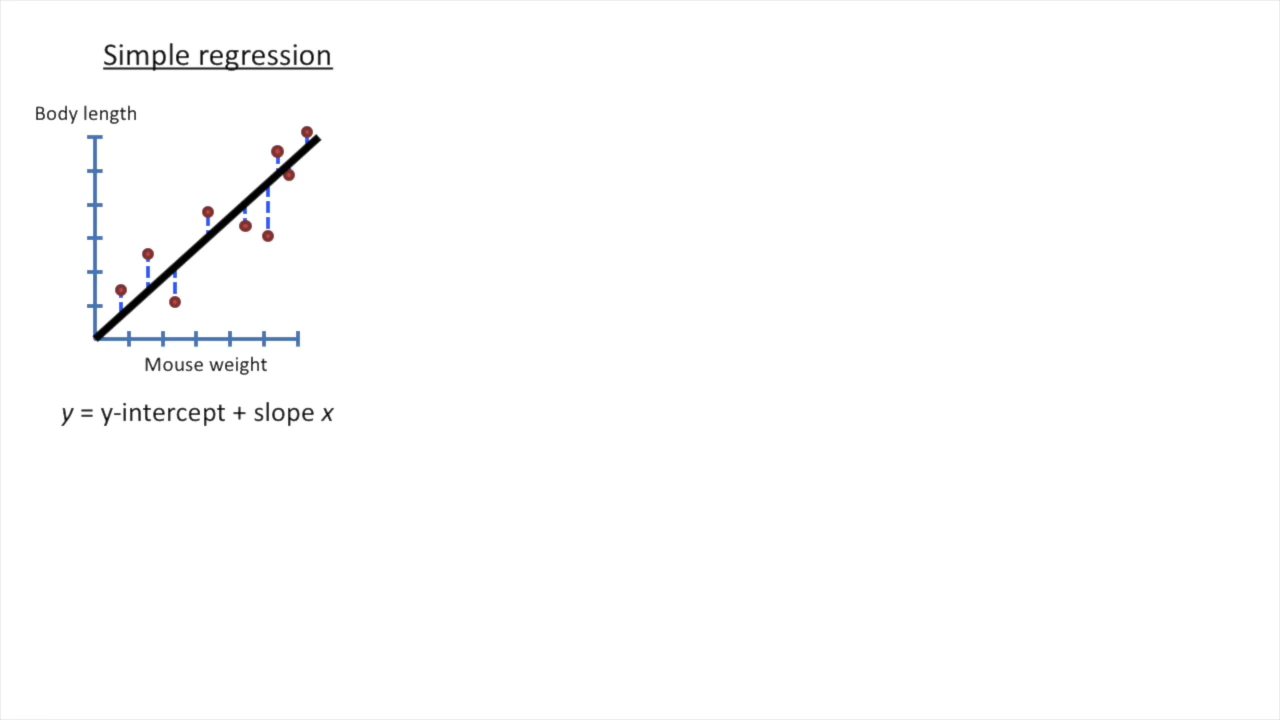 Simple regression
Body length
Mouse weight
y = y-intercept + slope x